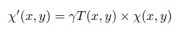 χ′(x, y) = γT(x, y) × χ(x, y)